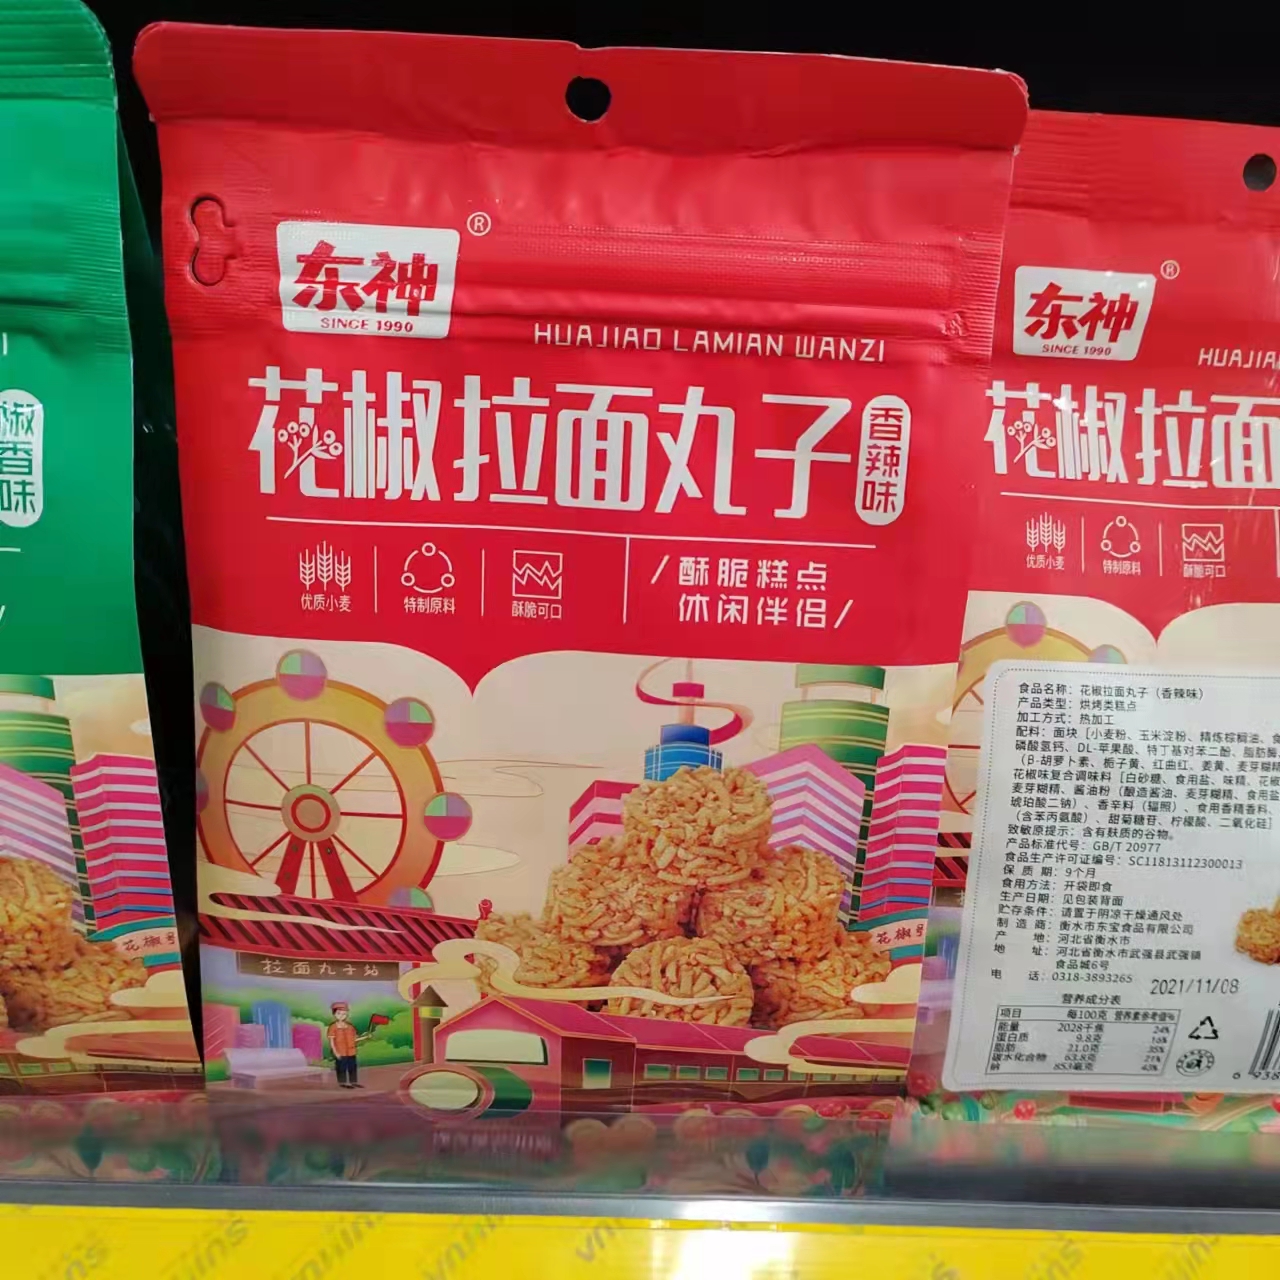 东神
®
SINCE 1990
HUAJIAO LAMIAN WANZI
花椒拉面丸子
香辣味
优质小麦
特制原料
酥脆可口
/酥脆糕点
休闲伴侣/
拉面丸子站
花椒号
椒香味
花椒号
东神
®
SINCE 1990
HUAJIA
花椒拉面
优质小麦
特制原料
酥脆可口
食品名称：花椒拉面丸子（香辣味）
产品类型：烘烤类糕点
加工方式：热加工
配料：面块［小麦粉、玉米淀粉、精炼棕榈油、食
磷酸氢钙、DL-苹果酸、特丁基对苯二酚、脂肪酶，
（B-胡萝卜素、栀子黄、红曲红、姜黄、麦芽糊精
花椒味复合调味料［白砂糖、食用盐、味精、花椒
麦芽糊精、酱油粉（酿造酱油、麦芽糊精、食用盐
琥珀酸二钠）、香辛料（辐照）、食用香精香料、
（含苯丙氨酸）、甜菊糖苷、柠檬酸、二氧化硅］
致敏原提示：含有麸质的谷物。
产品标准代号：GB/T 20977
食品生产许可证编号：SC11813112300013
保 质 期：9个月
食用方法：开袋即食
生产日期：见包装背面
贮存条件：请置于阴凉干燥通风处
制 造 商：衡水市东宝食品有限公司
产 地：河北省衡水市
地 址：河北省衡水市武强县武强镇
食品城6号
电 话：0318-3893265
2021/11/08
营养成分表
项目 每100克 营养素参考值%
能量 2028千焦 24%
蛋白质 9.8克 16%
脂肪 21.0克 35%
碳水化合物 63.8克 21%
钠 853毫克 43%
6 938